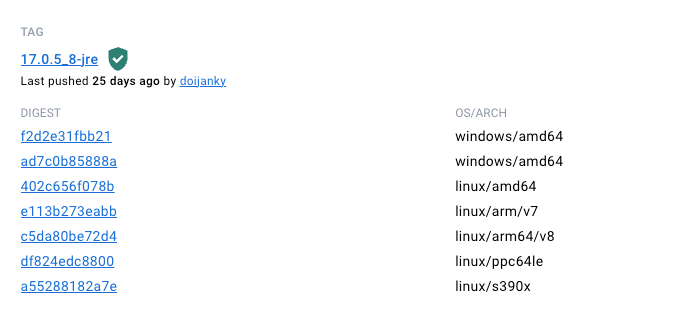 TAG
17.0.5_8-jre
Last pushed 25 days ago by doijanky
DIGEST OS/ARCH
f2d2e31fbb21 windows/amd64
ad7c0b85888a windows/amd64
402c656f078b linux/amd64
e113b273eabb linux/arm/v7
c5da80be72d4 linux/arm64/v8
df824edc8800 linux/ppc64le
a55288182a7e linux/s390x